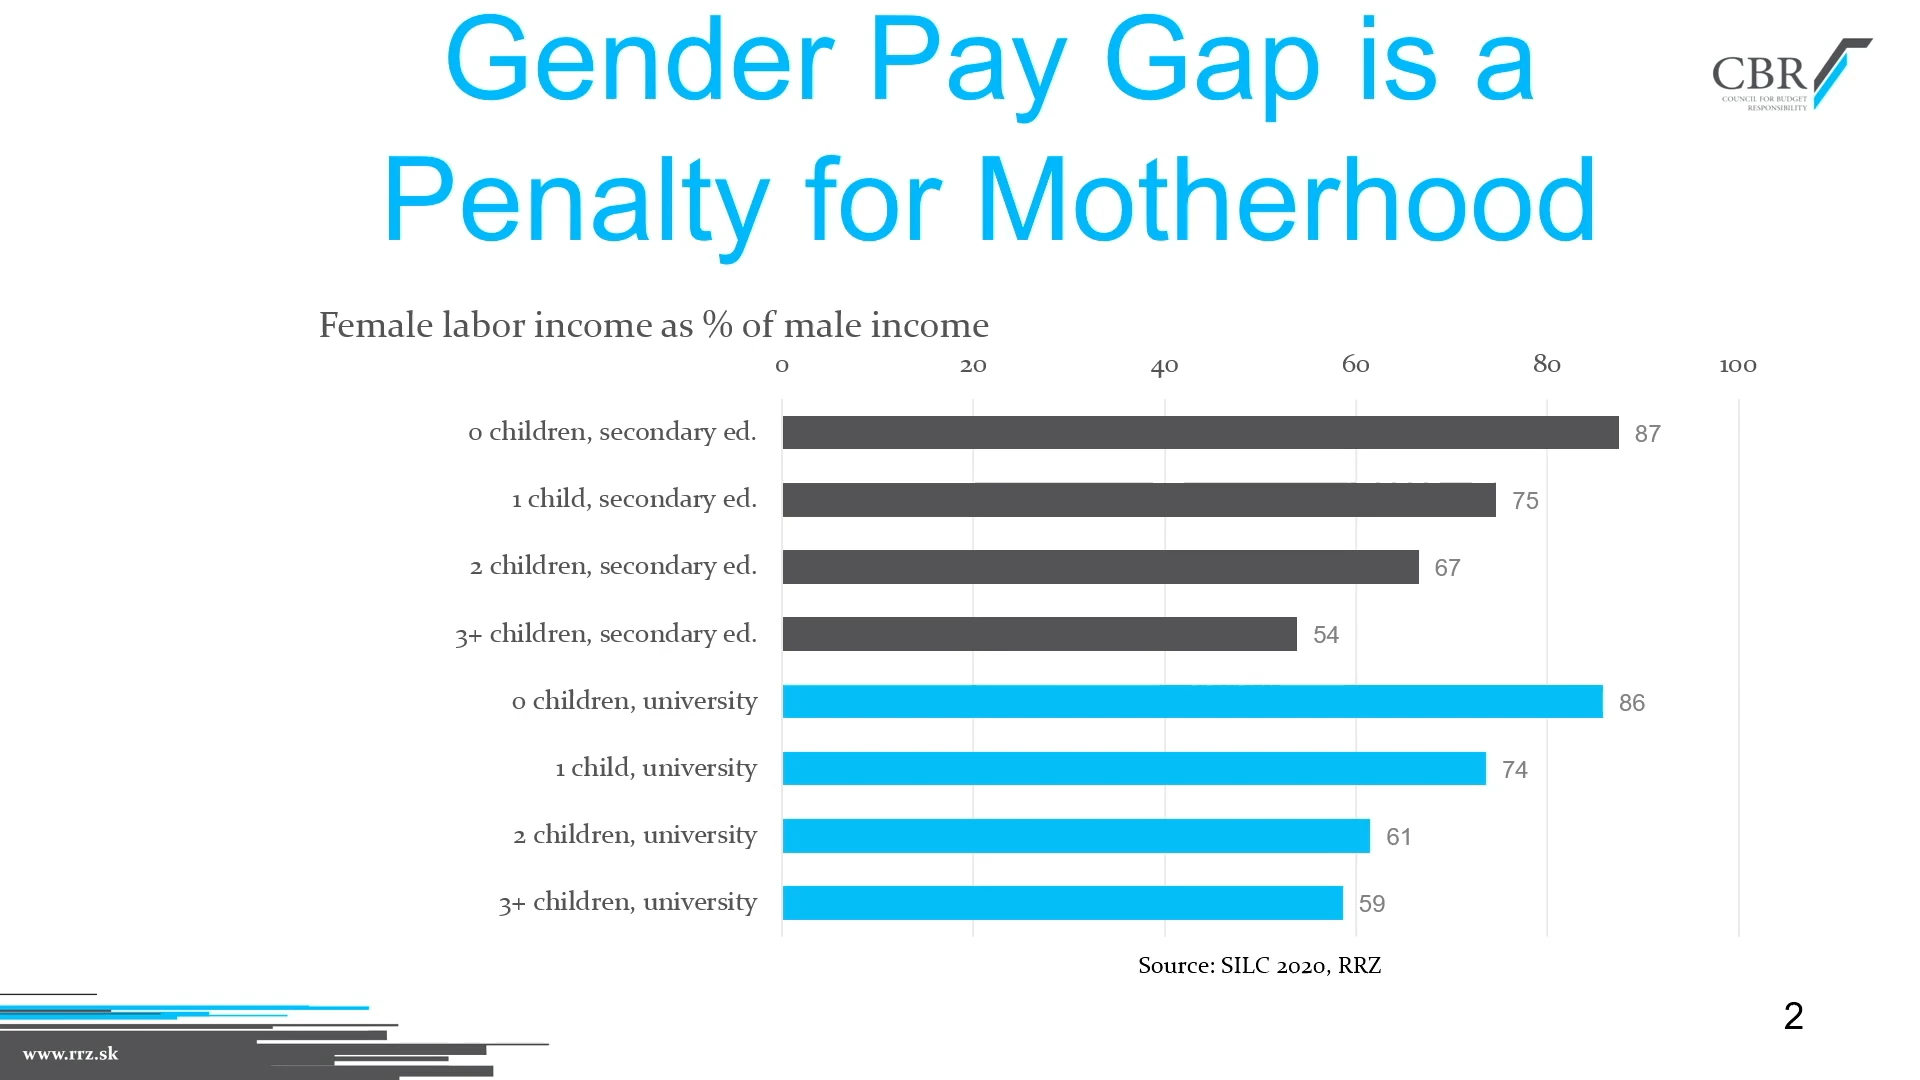 Gender Pay Gap is a
Penalty for Motherhood
CBR
COUNCIL FOR BUDGET
RESPONSIBILITY
Female labor income as % of male income
0 20 40 60 80 100
0 children, secondary ed. 87
1 child, secondary ed. 75
2 children, secondary ed. 67
3+ children, secondary ed. 54
0 children, university 86
1 child, university 74
2 children, university 61
3+ children, university 59
Source: SILC 2020, RRZ
2
www.rrz.sk